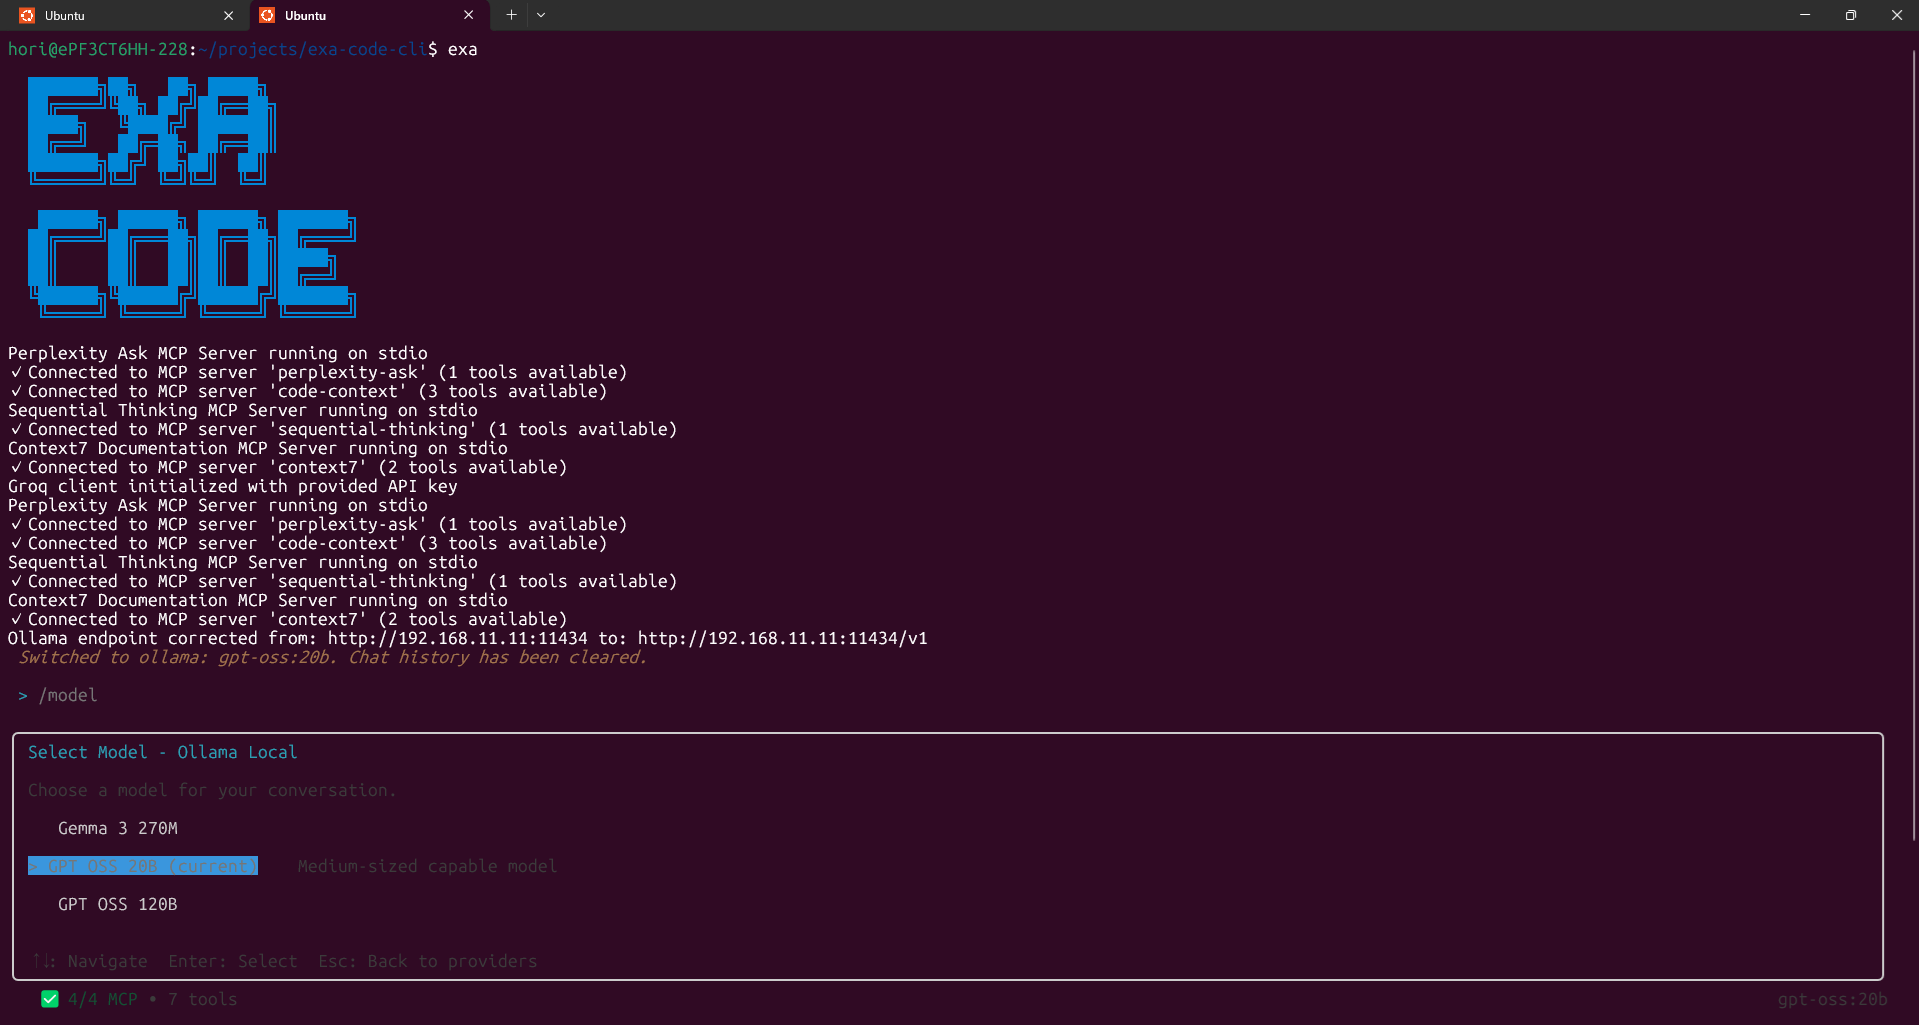 Ubuntu
Ubuntu
hori@ePF3CT6HH-228:~/projects/exa-code-cli$ exa
EXA
CODE
Perplexity Ask MCP Server running on stdio
✓ Connected to MCP server 'perplexity-ask' (1 tools available)
✓ Connected to MCP server 'code-context' (3 tools available)
Sequential Thinking MCP Server running on stdio
✓ Connected to MCP server 'sequential-thinking' (1 tools available)
Context7 Documentation MCP Server running on stdio
✓ Connected to MCP server 'context7' (2 tools available)
Groq client initialized with provided API key
Perplexity Ask MCP Server running on stdio
✓ Connected to MCP server 'perplexity-ask' (1 tools available)
✓ Connected to MCP server 'code-context' (3 tools available)
Sequential Thinking MCP Server running on stdio
✓ Connected to MCP server 'sequential-thinking' (1 tools available)
Context7 Documentation MCP Server running on stdio
✓ Connected to MCP server 'context7' (2 tools available)
Ollama endpoint corrected from: http://192.168.11.11:11434 to: http://192.168.11.11:11434/v1
Switched to ollama: gpt-oss:20b. Chat history has been cleared.
> /model
Select Model - Ollama Local
Choose a model for your conversation.
Gemma 3 270M
> GPT OSS 20B (current) Medium-sized capable model
GPT OSS 120B
↑↓: Navigate Enter: Select Esc: Back to providers
✅ 4/4 MCP • 7 tools gpt-oss:20b